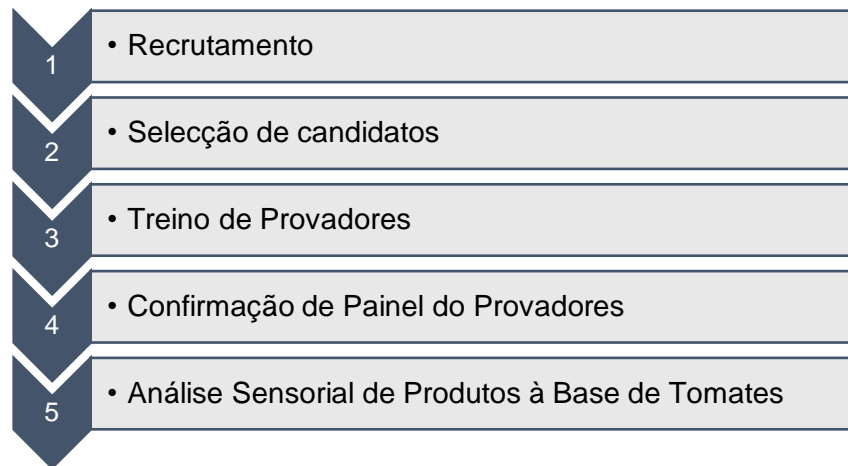 1 • Recrutamento
2 • Selecção de candidatos
3 • Treino de Provadores
4 • Confirmação de Painel do Provadores
5 • Análise Sensorial de Produtos à Base de Tomates